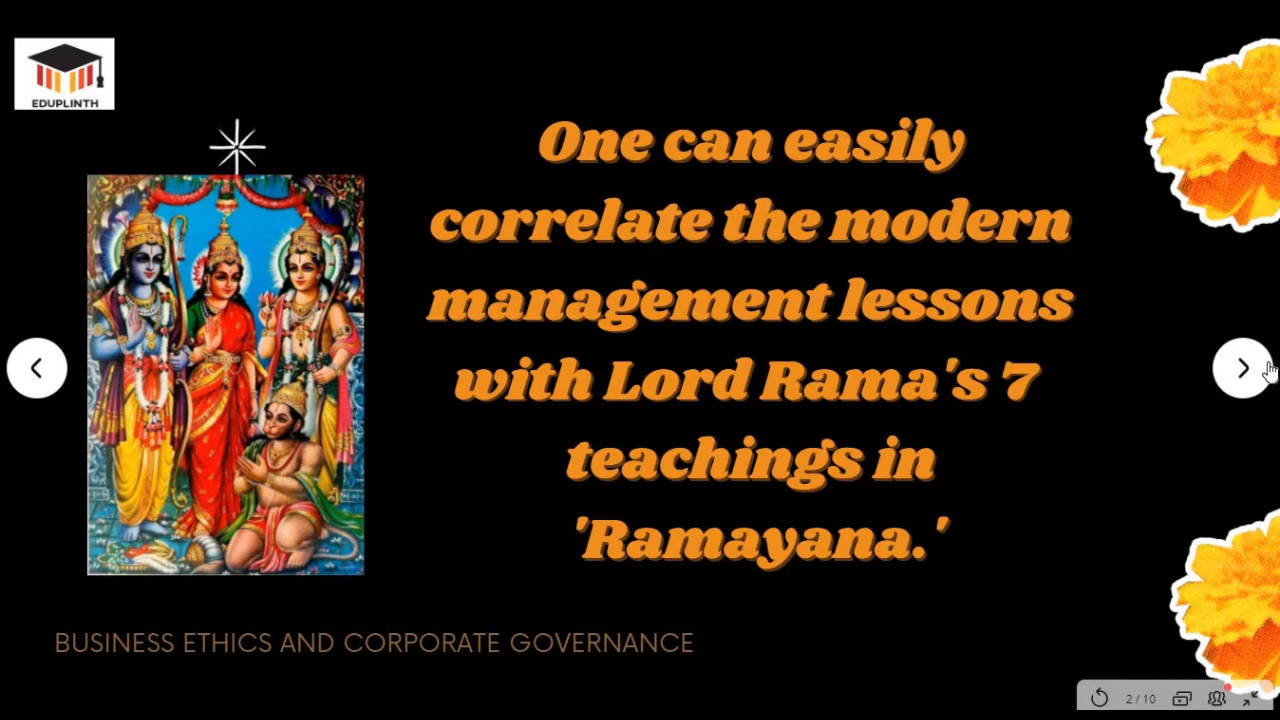 EDUPLINTH
One can easily
correlate the modern
management lessons
with Lord Rama's 7
teachings in
'Ramayana.'
BUSINESS ETHICS AND CORPORATE GOVERNANCE
2 / 10